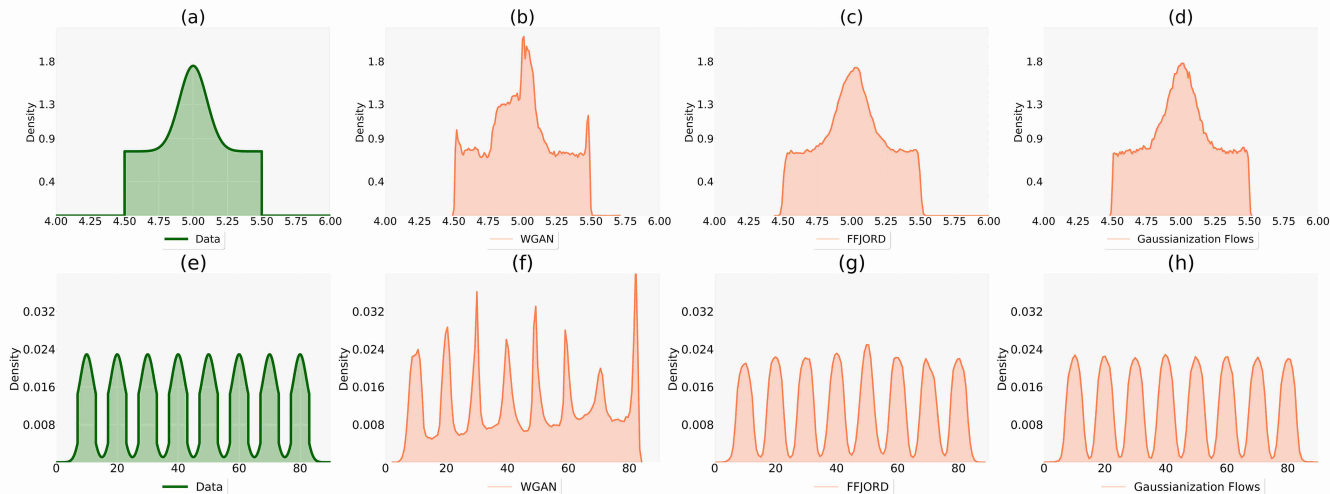 (a)
(b)
(c)
(d)
Density
1.8
1.3
0.9
0.4
4.00 4.25 4.50 4.75 5.00 5.25 5.50 5.75 6.00
Data
Density
1.8
1.3
0.9
0.4
4.00 4.25 4.50 4.75 5.00 5.25 5.50 5.75 6.00
WGAN
Density
1.8
1.3
0.9
0.4
4.00 4.25 4.50 4.75 5.00 5.25 5.50 5.75 6.00
FFJORD
Density
1.8
1.3
0.9
0.4
4.00 4.25 4.50 4.75 5.00 5.25 5.50 5.75 6.00
Gaussianization Flows
(e)
(f)
(g)
(h)
Density
0.032
0.024
0.016
0.008
0 20 40 60 80
Data
Density
0.032
0.024
0.016
0.008
0 20 40 60 80
WGAN
Density
0.032
0.024
0.016
0.008
0 20 40 60 80
FFJORD
Density
0.032
0.024
0.016
0.008
0 20 40 60 80
Gaussianization Flows